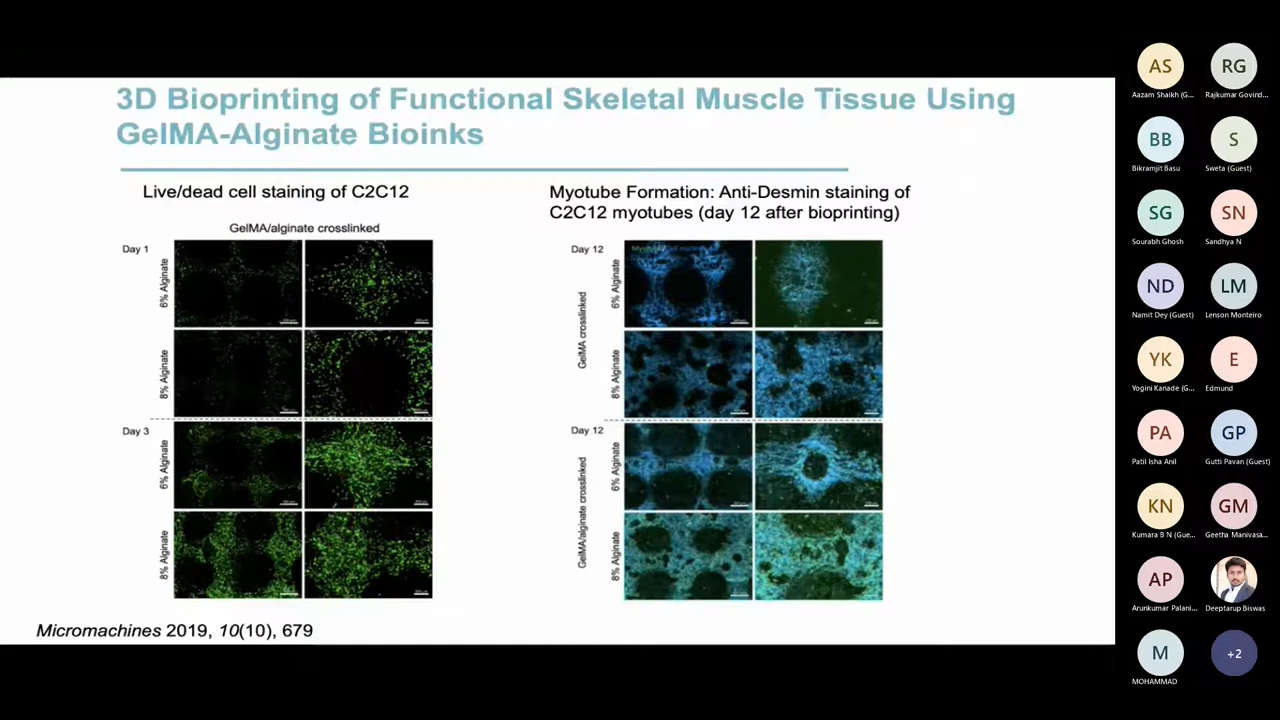 3D Bioprinting of Functional Skeletal Muscle Tissue Using
GelMA-Alginate Bioinks
Live/dead cell staining of C2C12
GelMA/alginate crosslinked
Day 1
6% Alginate
8% Alginate
Day 3
6% Alginate
8% Alginate
Myotube Formation: Anti-Desmin staining of
C2C12 myotubes (day 12 after bioprinting)
Day 12
GelMA crosslinked
6% Alginate
8% Alginate
Day 12
GelMA/alginate crosslinked
6% Alginate
8% Alginate
Micromachines 2019, 10(10), 679
AS
Aazam Shaikh (G...
RG
Rajkumar Govind...
BB
Bikramjit Basu
S
Sweta (Guest)
SG
Sourabh Ghosh
SN
Sandhya N
ND
Namit Dey (Guest)
LM
Lenson Monteiro
YK
Yogini Kanade (G...
E
Edmund
PA
Patil Isha Anil
GP
Gutti Pavan (Guest)
KN
Kumara B N (Gue...
GM
Geetha Manivasa...
AP
Arunkumar Palani...
Deeptarup Biswas
M
MOHAMMAD
+2